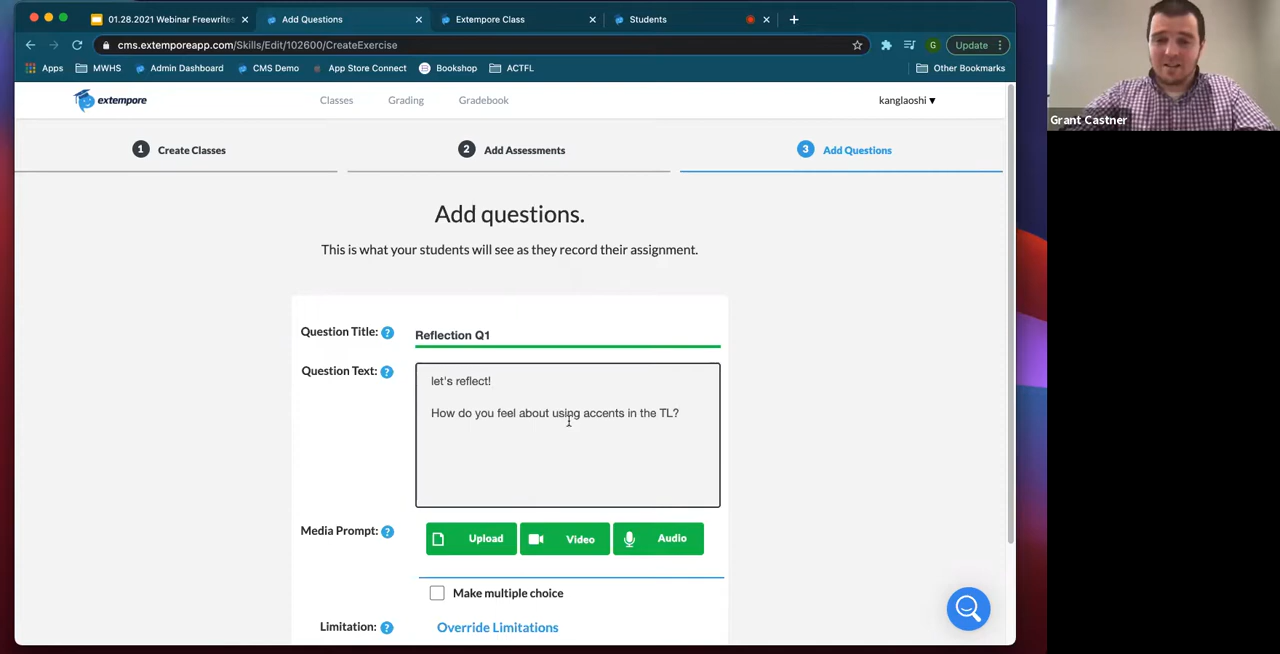 01.28.2021 Webinar Freewrites
Add Questions
Extempore Class
Students
cms.extemporeapp.com/Skills/Edit/102600/CreateExercise
G
Update
Apps
MWHS
Admin Dashboard
CMS Demo
App Store Connect
Bookshop
ACTFL
Other Bookmarks
extempore
Classes
Grading
Gradebook
kanglaoshi ▾
Grant Castner
1 Create Classes
2 Add Assessments
3 Add Questions
Add questions.
This is what your students will see as they record their assignment.
Question Title: ?
Reflection Q1
Question Text: ?
let's reflect!
How do you feel about using accents in the TL?
Media Prompt: ?
Upload
Video
Audio
Make multiple choice
Limitation: ?
Override Limitations